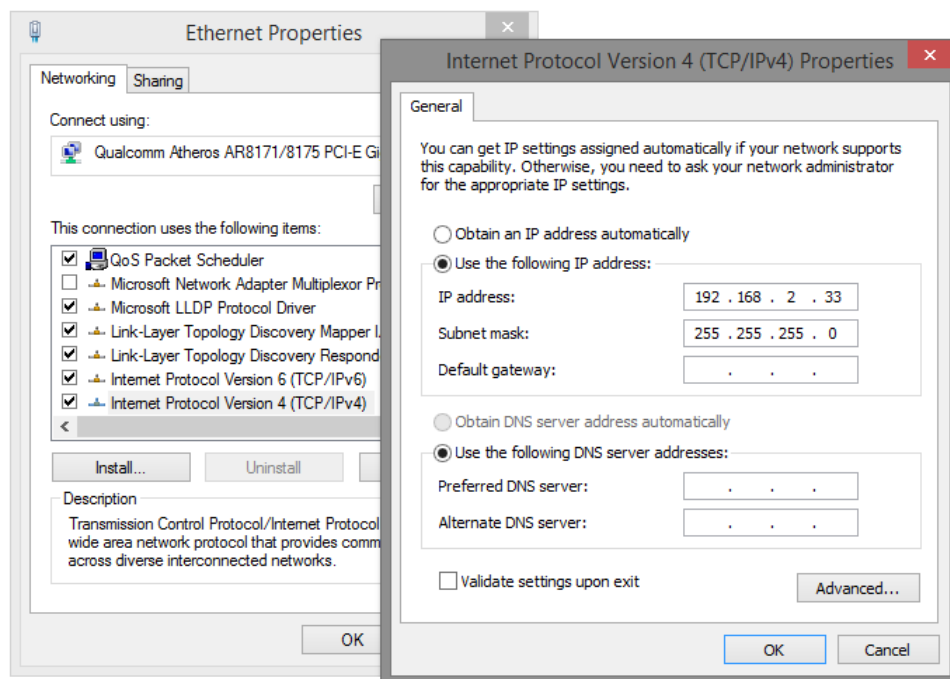 Ethernet Properties
Networking
Sharing
Connect using:
Qualcomm Atheros AR8171/8175 PCI-E
This connection uses the following items:
QoS Packet Scheduler
Microsoft Network Adapter Multiplexor
Microsoft LLDP Protocol Driver
Link-Layer Topology Discovery Mapper
Link-Layer Topology Discovery
Internet Protocol Version 6 (TCP/IPv6)
Internet Protocol Version 4 (TCP/IPv4)
Install...
Uninstall
Description
Transmission Control Protocol/Internet Protocol
wide area network protocol that provides
across diverse interconnected networks.
OK
Internet Protocol Version 4 (TCP/IPv4) Properties
General
You can get IP settings assigned automatically if your network supports
this capability. Otherwise, you need to ask your network administrator
for the appropriate IP settings.
Obtain an IP address automatically
Use the following IP address:
IP address: 192 . 168 . 2 . 33
Subnet mask: 255 . 255 . 255 . 0
Default gateway: . . .
Obtain DNS server address automatically
Use the following DNS server addresses:
Preferred DNS server: . . .
Alternate DNS server: . . .
Validate settings upon exit
Advanced...
OK
Cancel